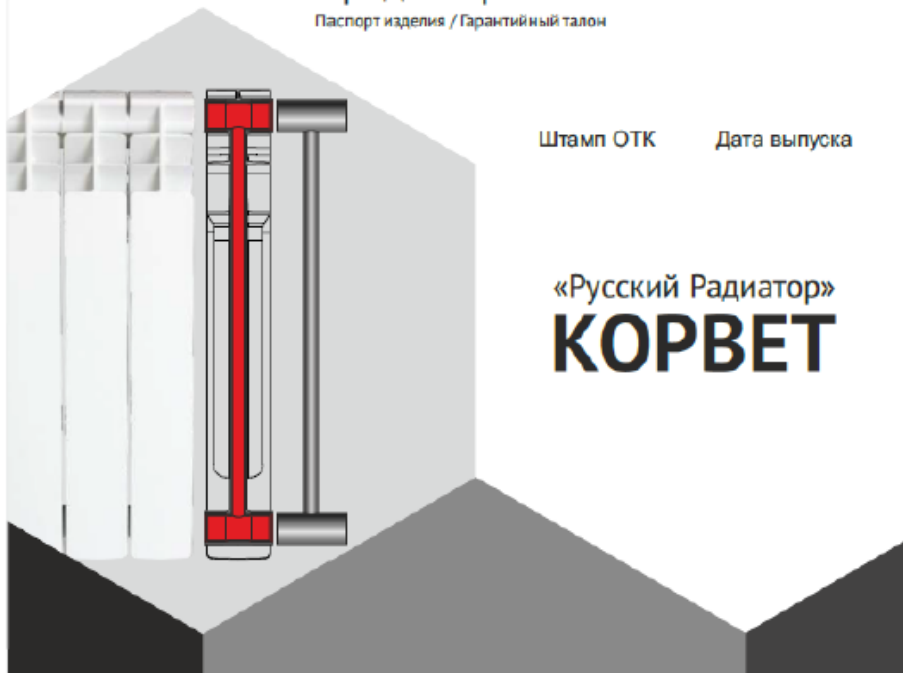 Паспорт изделия / Гарантийный талон
Штамп ОТК Дата выпуска
«Русский Радиатор»
КОРВЕТ